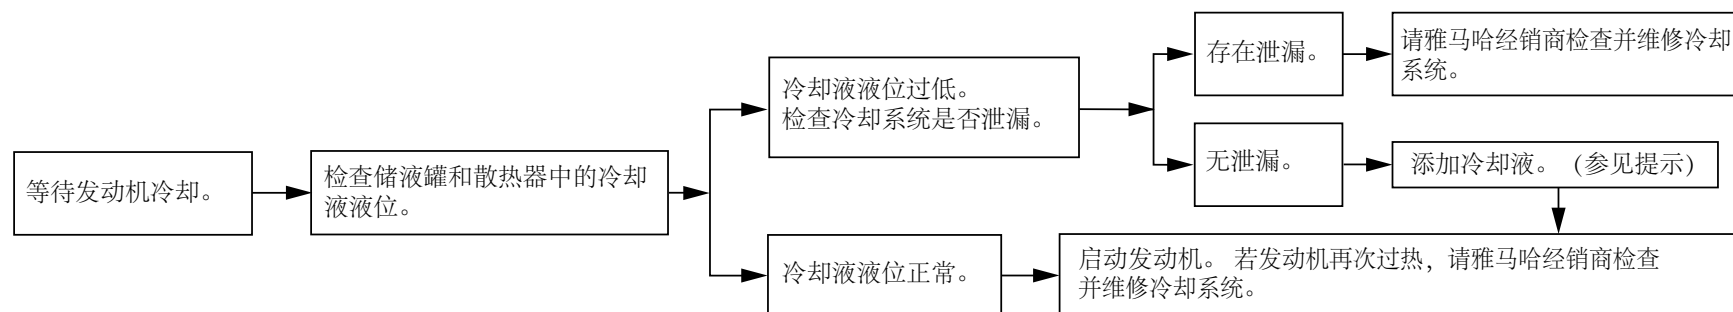 等待发动机冷却。
检查储液罐和散热器中的冷却
液液位。
冷却液液位过低。
检查冷却系统是否泄漏。
存在泄漏。
请雅马哈经销商检查并维修冷却
系统。
无泄漏。
添加冷却液。（参见提示）
冷却液液位正常。
启动发动机。 若发动机再次过热，请雅马哈经销商检查
并维修冷却系统。